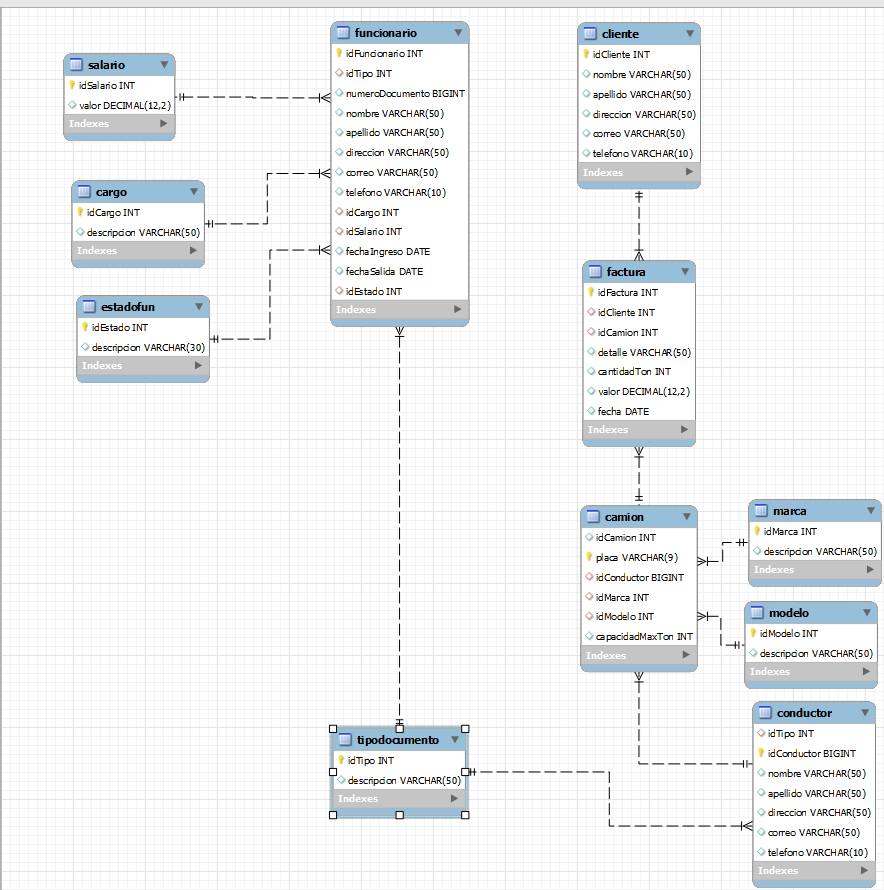 salario
idSalario INT
valor DECIMAL(12,2)
Indexes
cargo
idCargo INT
descripcion VARCHAR(50)
Indexes
estadofun
idEstado INT
descripcion VARCHAR(30)
Indexes
funcionario
idFuncionario INT
idTipo INT
numeroDocumento BIGINT
nombre VARCHAR(50)
apellido VARCHAR(50)
direccion VARCHAR(50)
correo VARCHAR(50)
telefono VARCHAR(10)
idCargo INT
idSalario INT
fechaIngreso DATE
fechaSalida DATE
idEstado INT
Indexes
cliente
idCliente INT
nombre VARCHAR(50)
apellido VARCHAR(50)
direccion VARCHAR(50)
correo VARCHAR(50)
telefono VARCHAR(10)
Indexes
factura
idFactura INT
idCliente INT
idCamion INT
detalle VARCHAR(50)
cantidadTon INT
valor DECIMAL(12,2)
fecha DATE
Indexes
camion
idCamion INT
placa VARCHAR(9)
idConductor BIGINT
idMarca INT
idModelo INT
capacidadMaxTon INT
Indexes
marca
idMarca INT
descripcion VARCHAR(50)
Indexes
modelo
idModelo INT
descripcion VARCHAR(50)
Indexes
tipodocumento
idTipo INT
descripcion VARCHAR(50)
Indexes
conductor
idTipo INT
idConductor BIGINT
nombre VARCHAR(50)
apellido VARCHAR(50)
direccion VARCHAR(50)
correo VARCHAR(50)
telefono VARCHAR(10)
Indexes